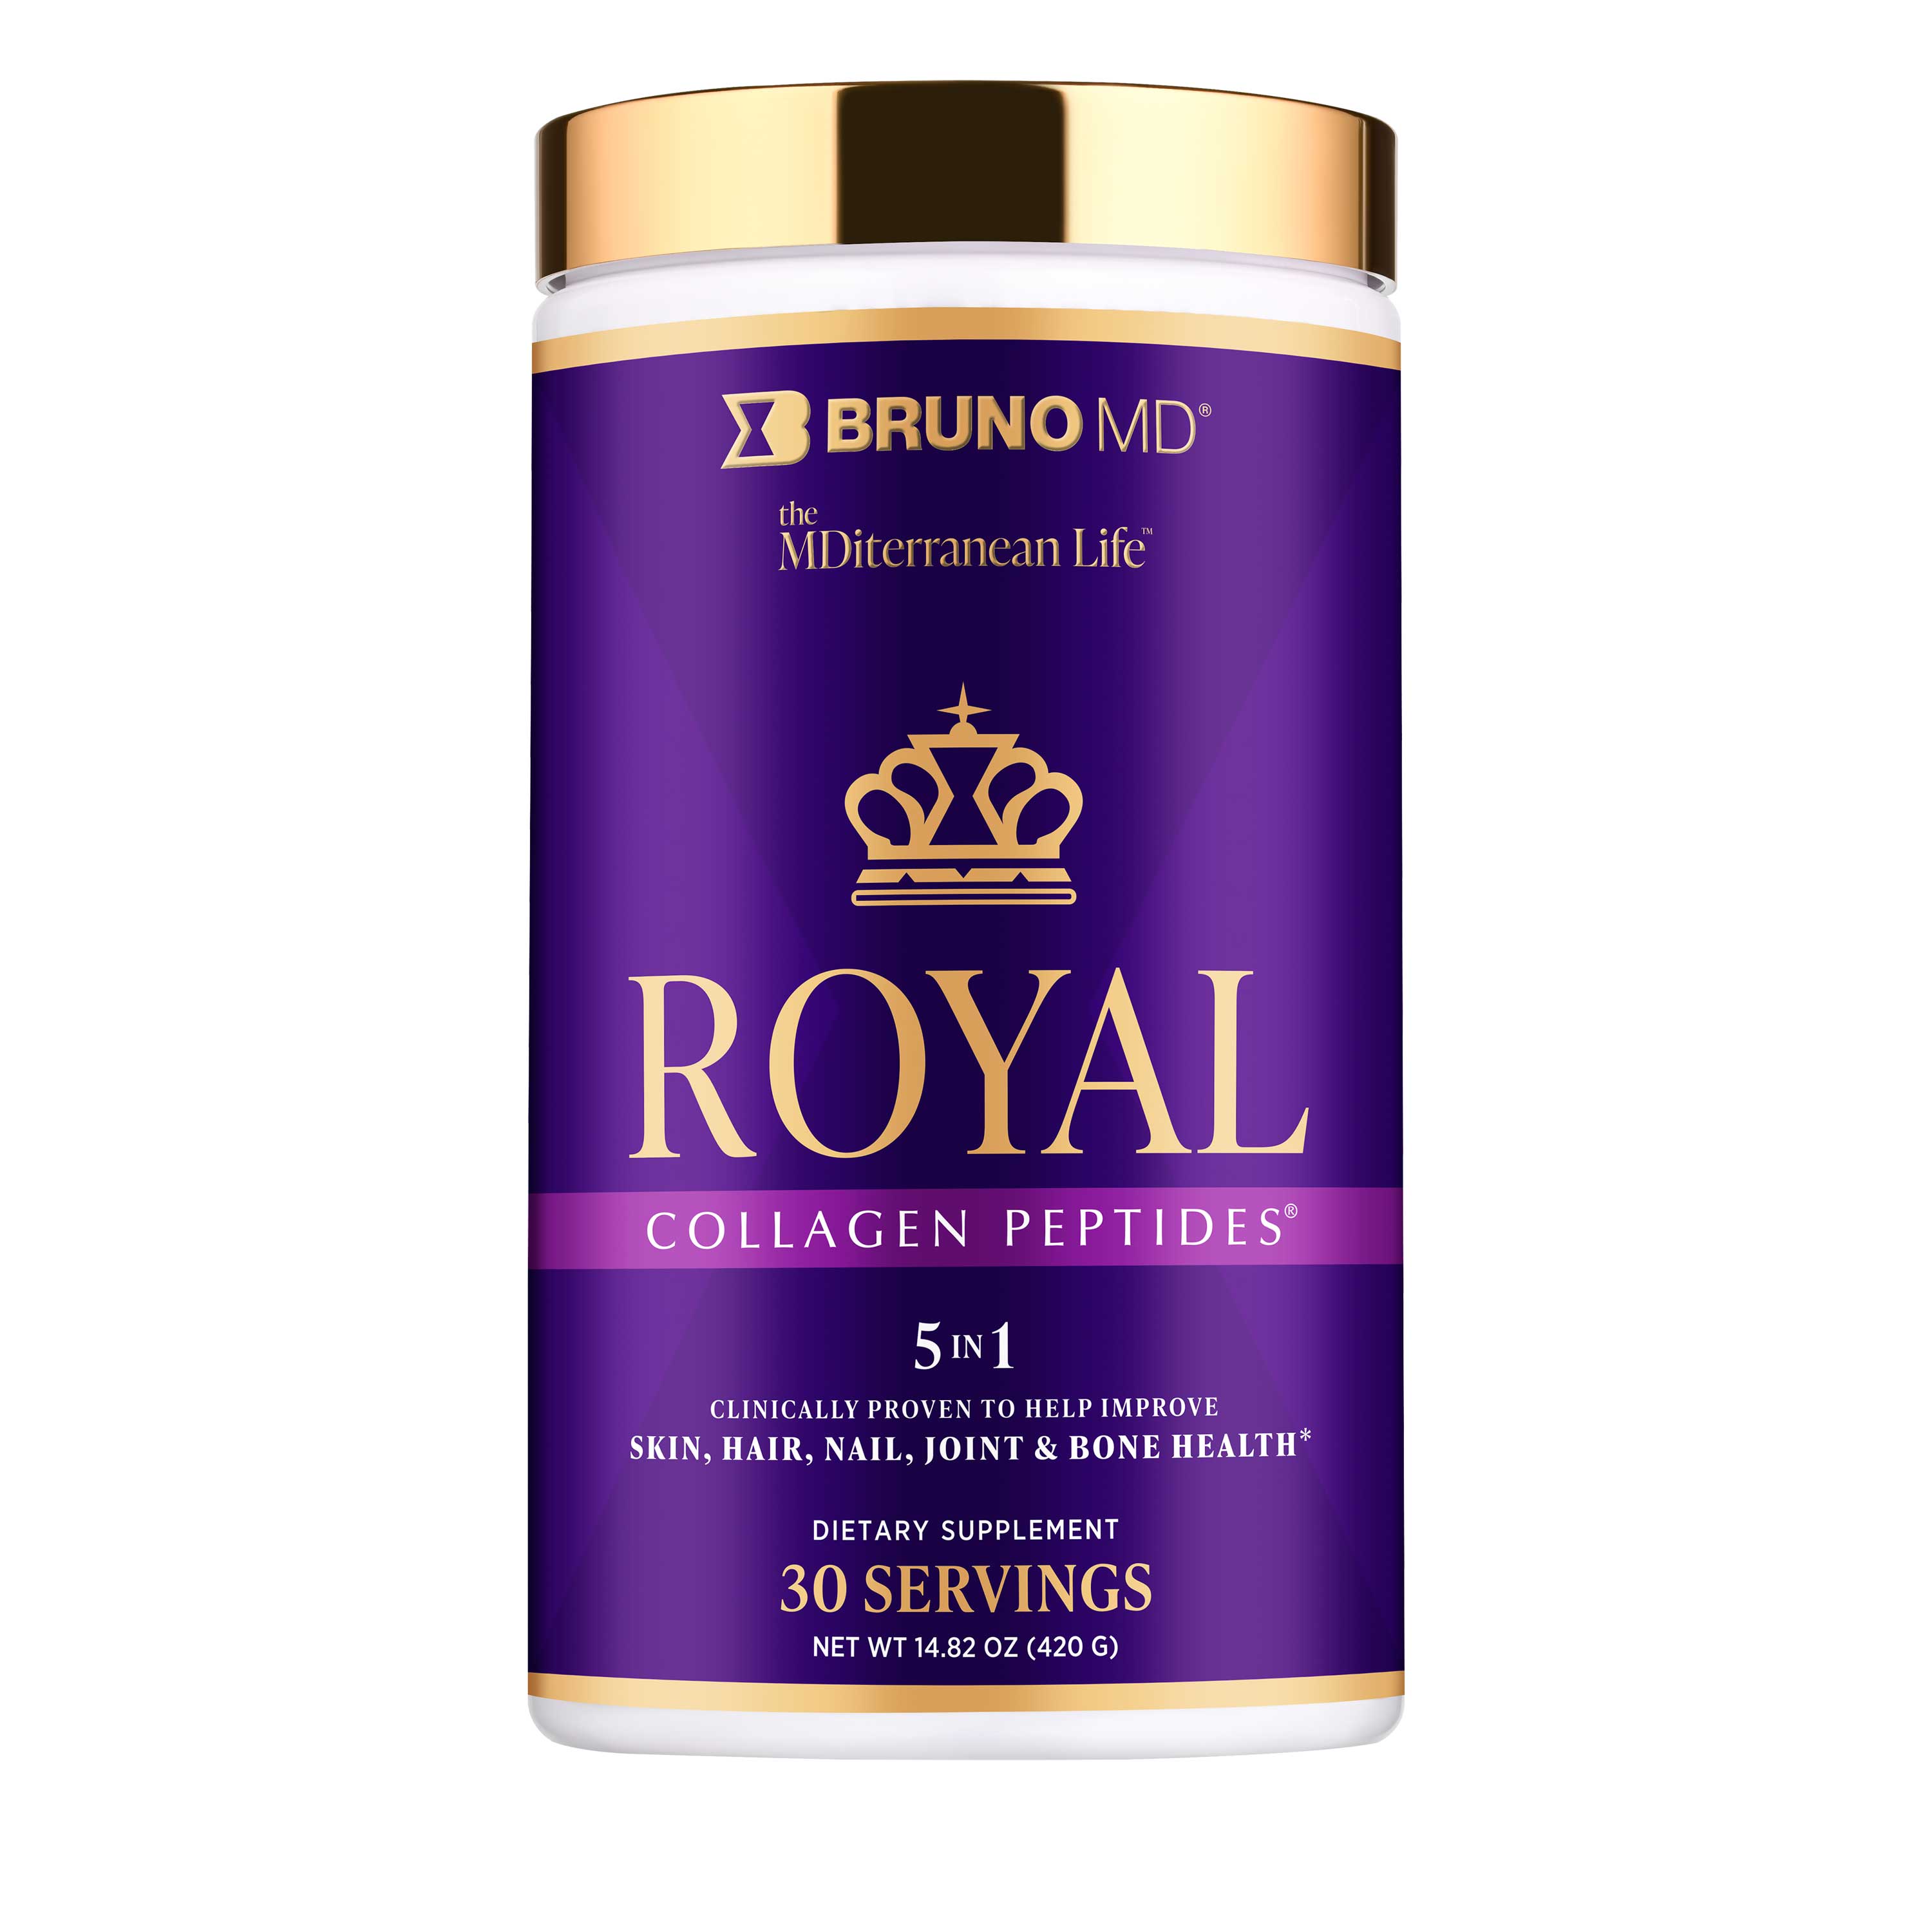 BRUNO MD®
the
MDiterranean Life™
ROYAL
COLLAGEN PEPTIDES®
5 IN 1
CLINICALLY PROVEN TO HELP IMPROVE
SKIN, HAIR, NAIL, JOINT & BONE HEALTH*
DIETARY SUPPLEMENT
30 SERVINGS
NET WT 14.82 OZ (420 G)